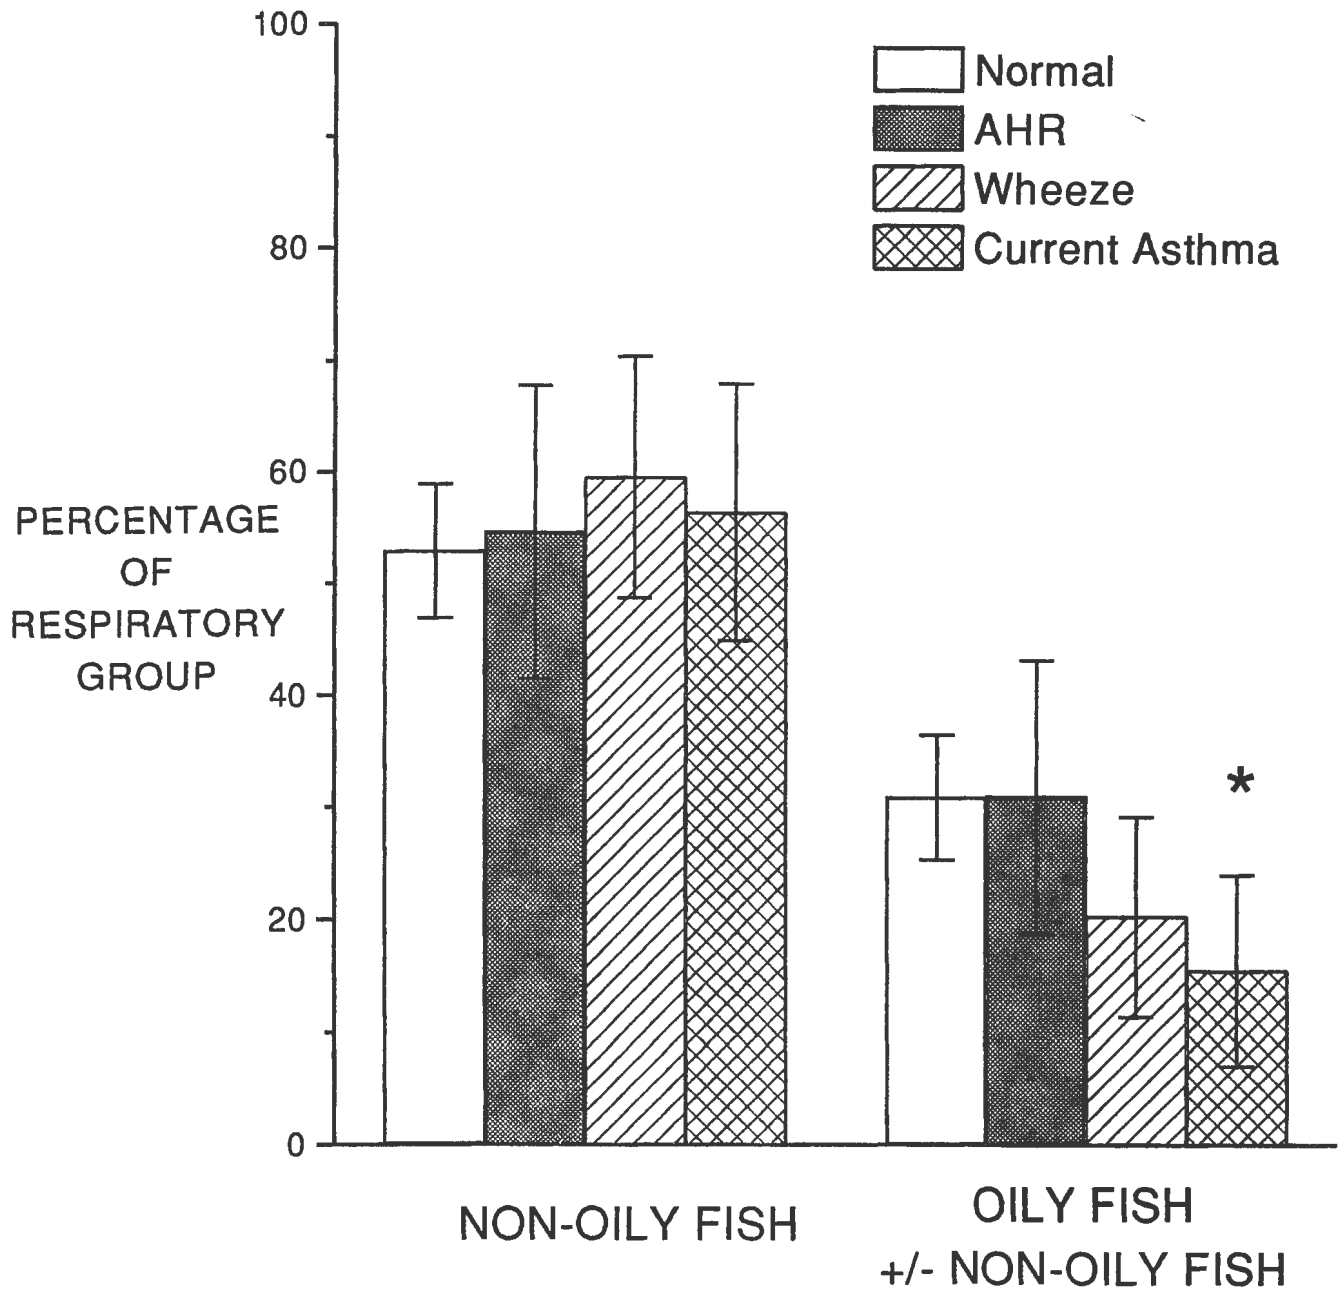 100
80
60
40
20
0
PERCENTAGE
OF
RESPIRATORY
GROUP
Normal
AHR
Wheeze
Current Asthma
*
NON-OILY FISH
OILY FISH
+/- NON-OILY FISH